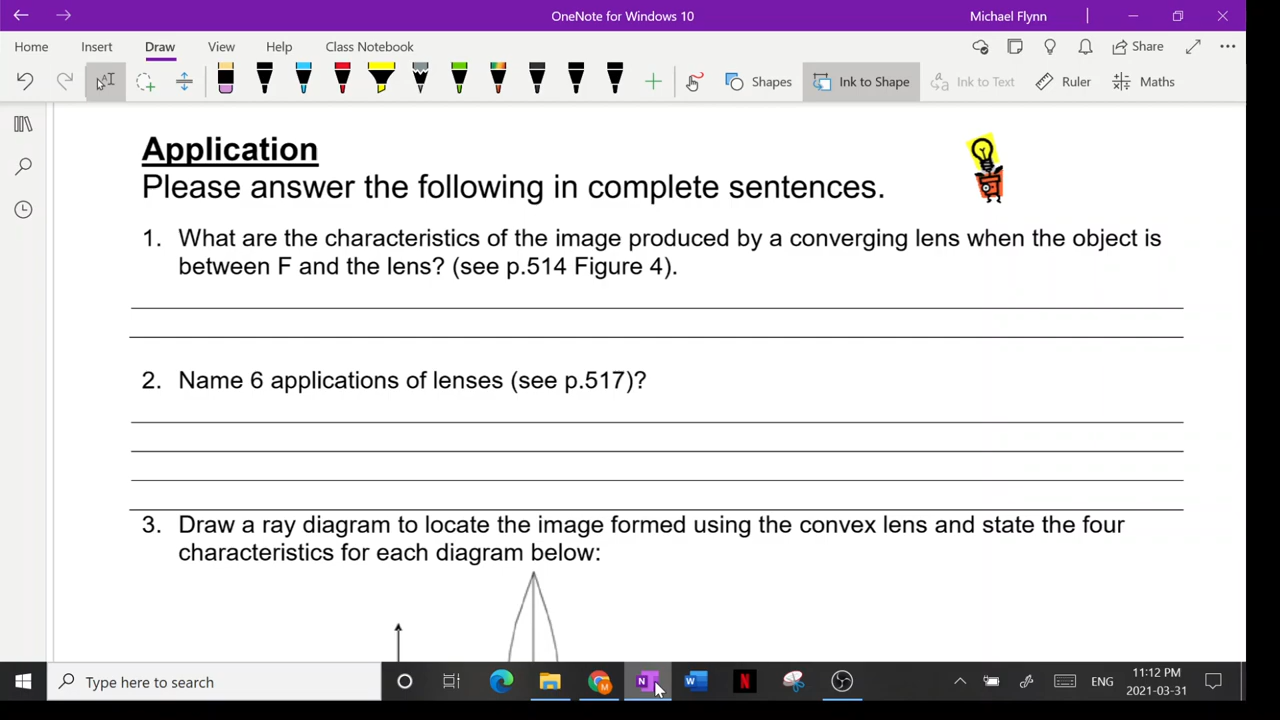 OneNote for Windows 10
Michael Flynn
Home Insert Draw View Help Class Notebook Share
Shapes Ink to Shape Ink to Text Ruler Maths
Application
Please answer the following in complete sentences.
1. What are the characteristics of the image produced by a converging lens when the object is
between F and the lens? (see p.514 Figure 4).
2. Name 6 applications of lenses (see p.517)?
3. Draw a ray diagram to locate the image formed using the convex lens and state the four
characteristics for each diagram below:
Type here to search
ENG
11:12 PM
2021-03-31